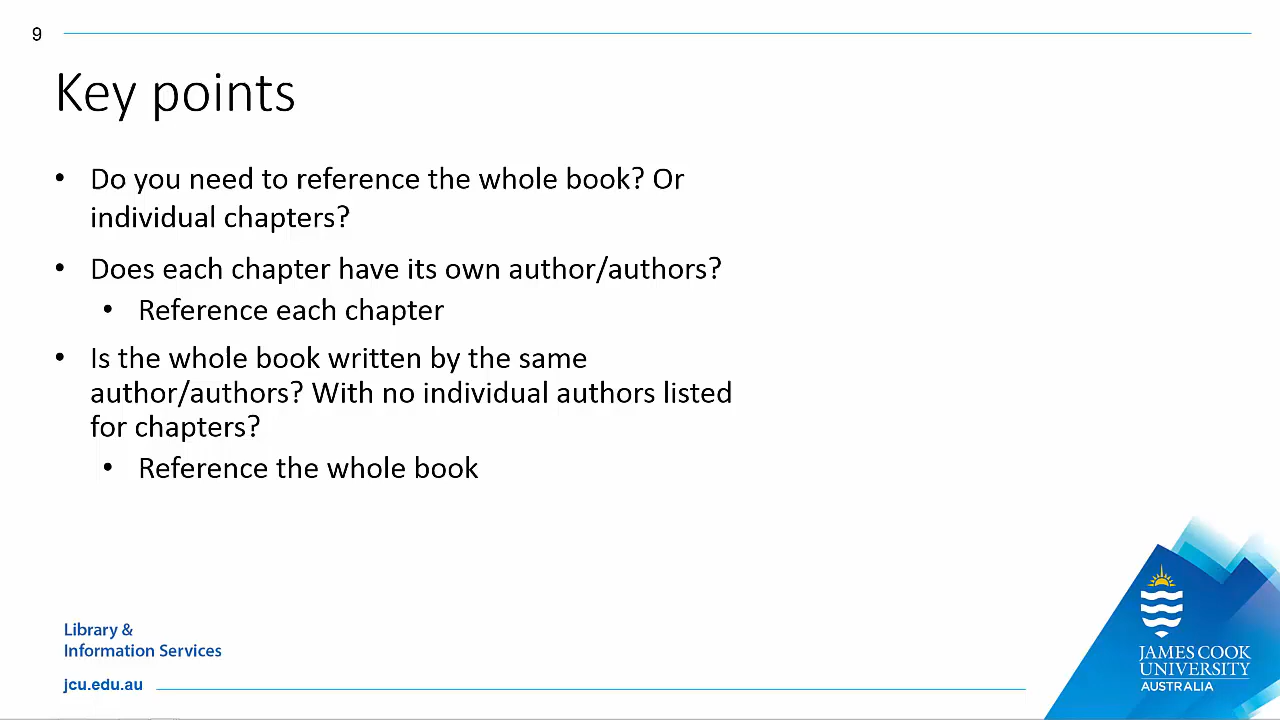 9
Key points
• Do you need to reference the whole book? Or
individual chapters?
• Does each chapter have its own author/authors?
• Reference each chapter
• Is the whole book written by the same
author/authors? With no individual authors listed
for chapters?
• Reference the whole book
Library &
Information Services
jcu.edu.au
JAMES COOK
UNIVERSITY
AUSTRALIA